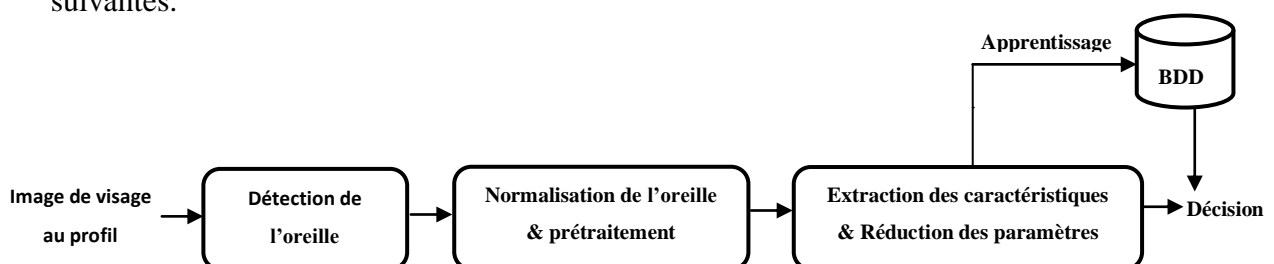 suivantes.
Apprentissage
BDD
Image de visage
au profil
Détection de
l'oreille
Normalisation de l'oreille
& prétraitement
Extraction des caractéristiques
& Réduction des paramètres
Décision